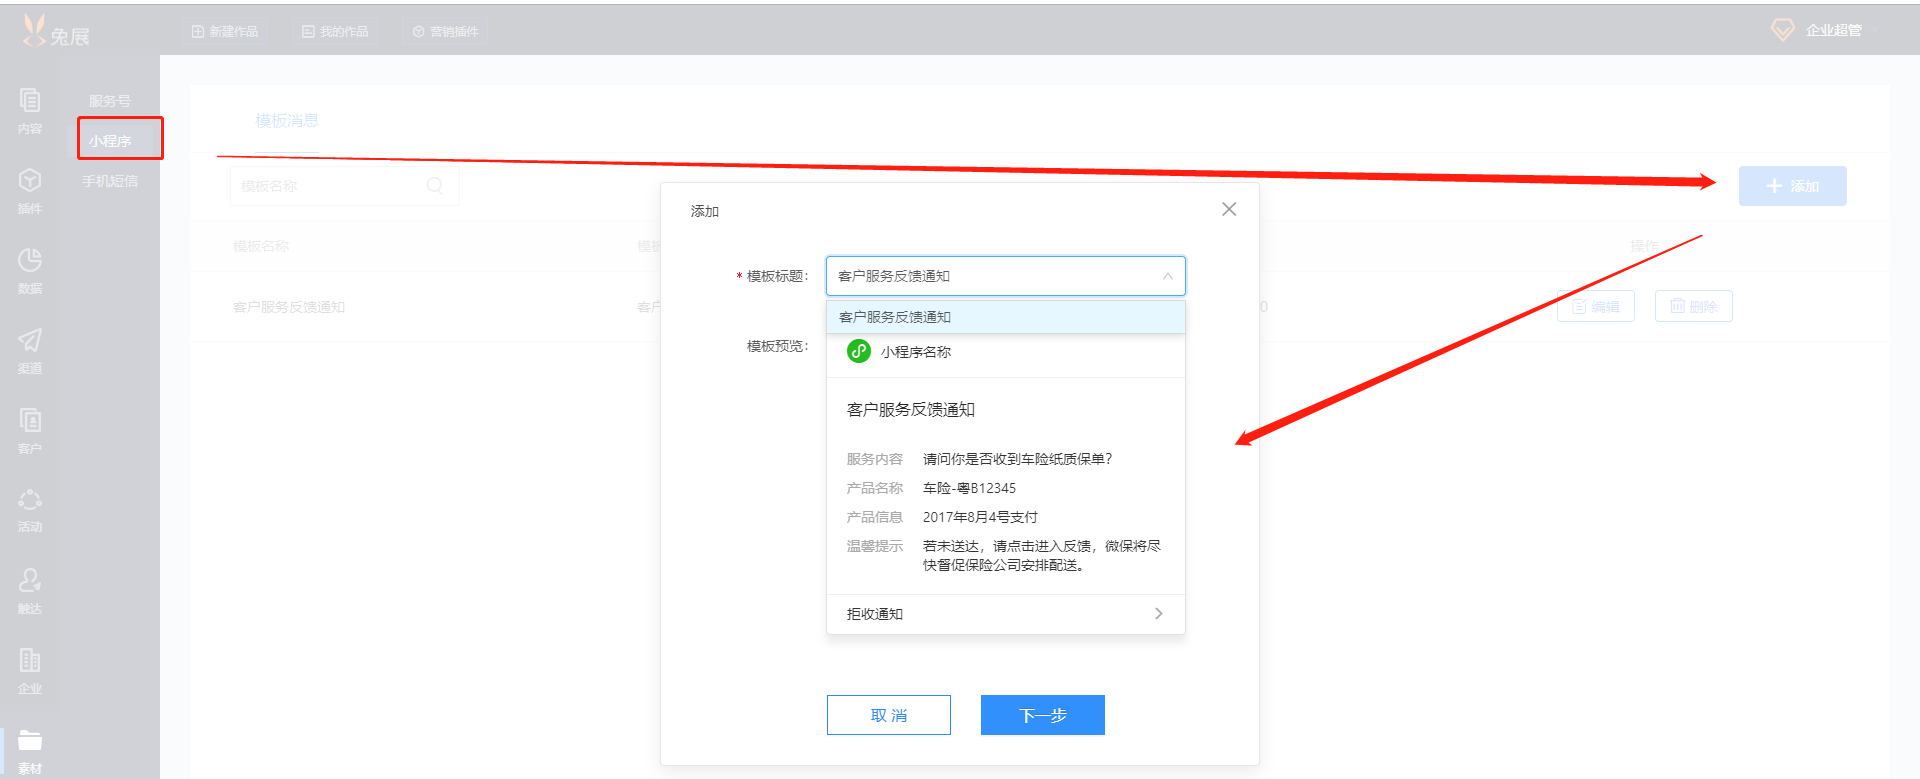 兔展
新建作品
我的作品
营销插件
企业超管
内容
插件
数据
渠道
客户
活动
触达
企业
素材
服务号
小程序
手机短信
模板消息
模板名称
添加
模板名称
模板
操作
客户服务反馈通知
客户
0
编辑
删除
添加
* 模板标题:
客户服务反馈通知
客户服务反馈通知
模板预览:
小程序名称
客户服务反馈通知
服务内容 请问你是否收到车险纸质保单?
产品名称 车险-粤B12345
产品信息 2017年8月4号支付
温馨提示 若未送达，请点击进入反馈，微保将尽
快督促保险公司安排配送。
拒收通知
取 消
下一步